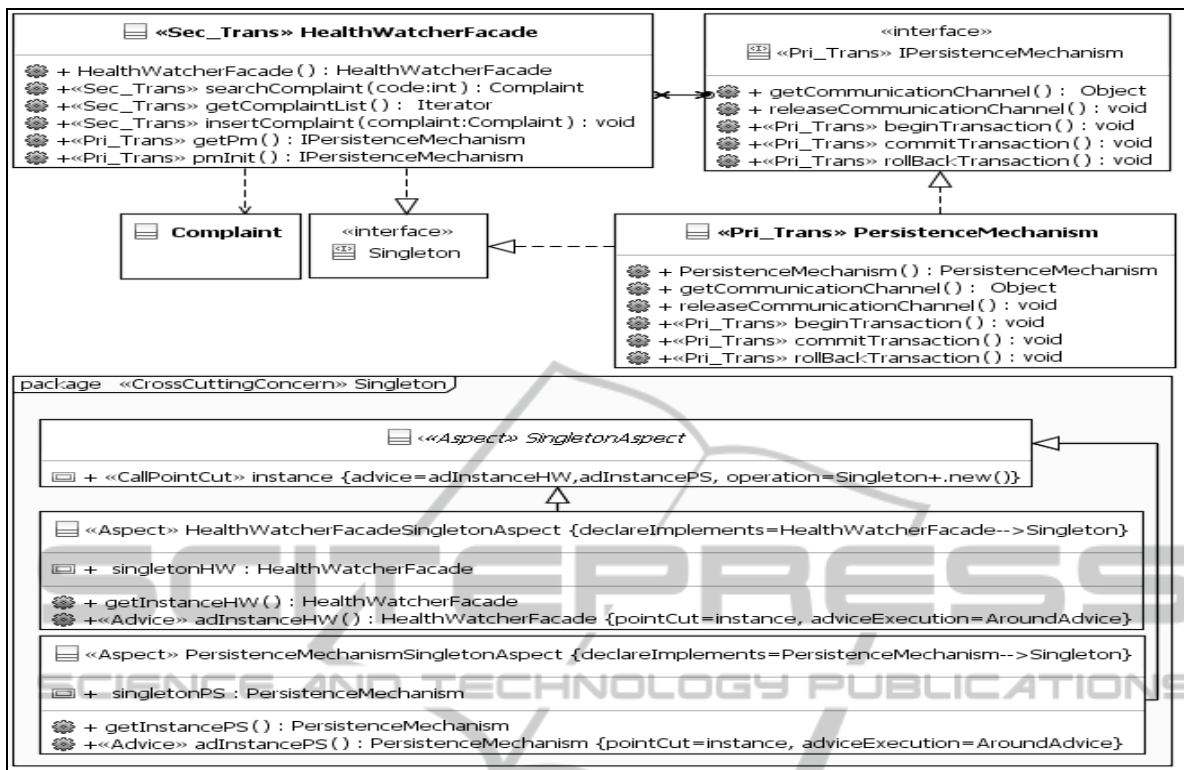 «Sec_Trans» HealthWatcherFacade
+ HealthWatcherFacade() : HealthWatcherFacade
+«Sec_Trans» searchComplaint(code:int) : Complaint
+«Sec_Trans» getComplaintList() : Iterator
+«Sec_Trans» insertComplaint(complaint:Complaint) : void
+«Pri_Trans» getPm() : IPersistenceMechanism
+«Pri_Trans» pmInit() : IPersistenceMechanism
«interface»
«Pri_Trans» IPersistenceMechanism
+ getCommunicationChannel() : Object
+ releaseCommunicationChannel() : void
+«Pri_Trans» beginTransaction() : void
+«Pri_Trans» commitTransaction() : void
+«Pri_Trans» rollBackTransaction() : void
Complaint
«interface»
Singleton
«Pri_Trans» PersistenceMechanism
+ PersistenceMechanism() : PersistenceMechanism
+ getCommunicationChannel() : Object
+ releaseCommunicationChannel() : void
+«Pri_Trans» beginTransaction() : void
+«Pri_Trans» commitTransaction() : void
+«Pri_Trans» rollBackTransaction() : void
package «CrossCuttingConcern» Singleton
«Aspect» SingletonAspect
+ «CallPointCut» instance {advice=adInstanceHW,adInstancePS, operation=Singleton+.new()}
«Aspect» HealthWatcherFacadeSingletonAspect {declareImplements=HealthWatcherFacade-->Singleton}
+ singletonHW : HealthWatcherFacade
+ getInstanceHW() : HealthWatcherFacade
+«Advice» adInstanceHW() : HealthWatcherFacade {pointCut=instance, adviceExecution=AroundAdvice}
«Aspect» PersistenceMechanismSingletonAspect {declareImplements=PersistenceMechanism-->Singleton}
+ singletonPS : PersistenceMechanism
+ getInstancePS() : PersistenceMechanism
+«Advice» adInstancePS() : PersistenceMechanism {pointCut=instance, adviceExecution=AroundAdvice}
SCITEPRESS
SCIENCE AND TECHNOLOGY PUBLICATIONS